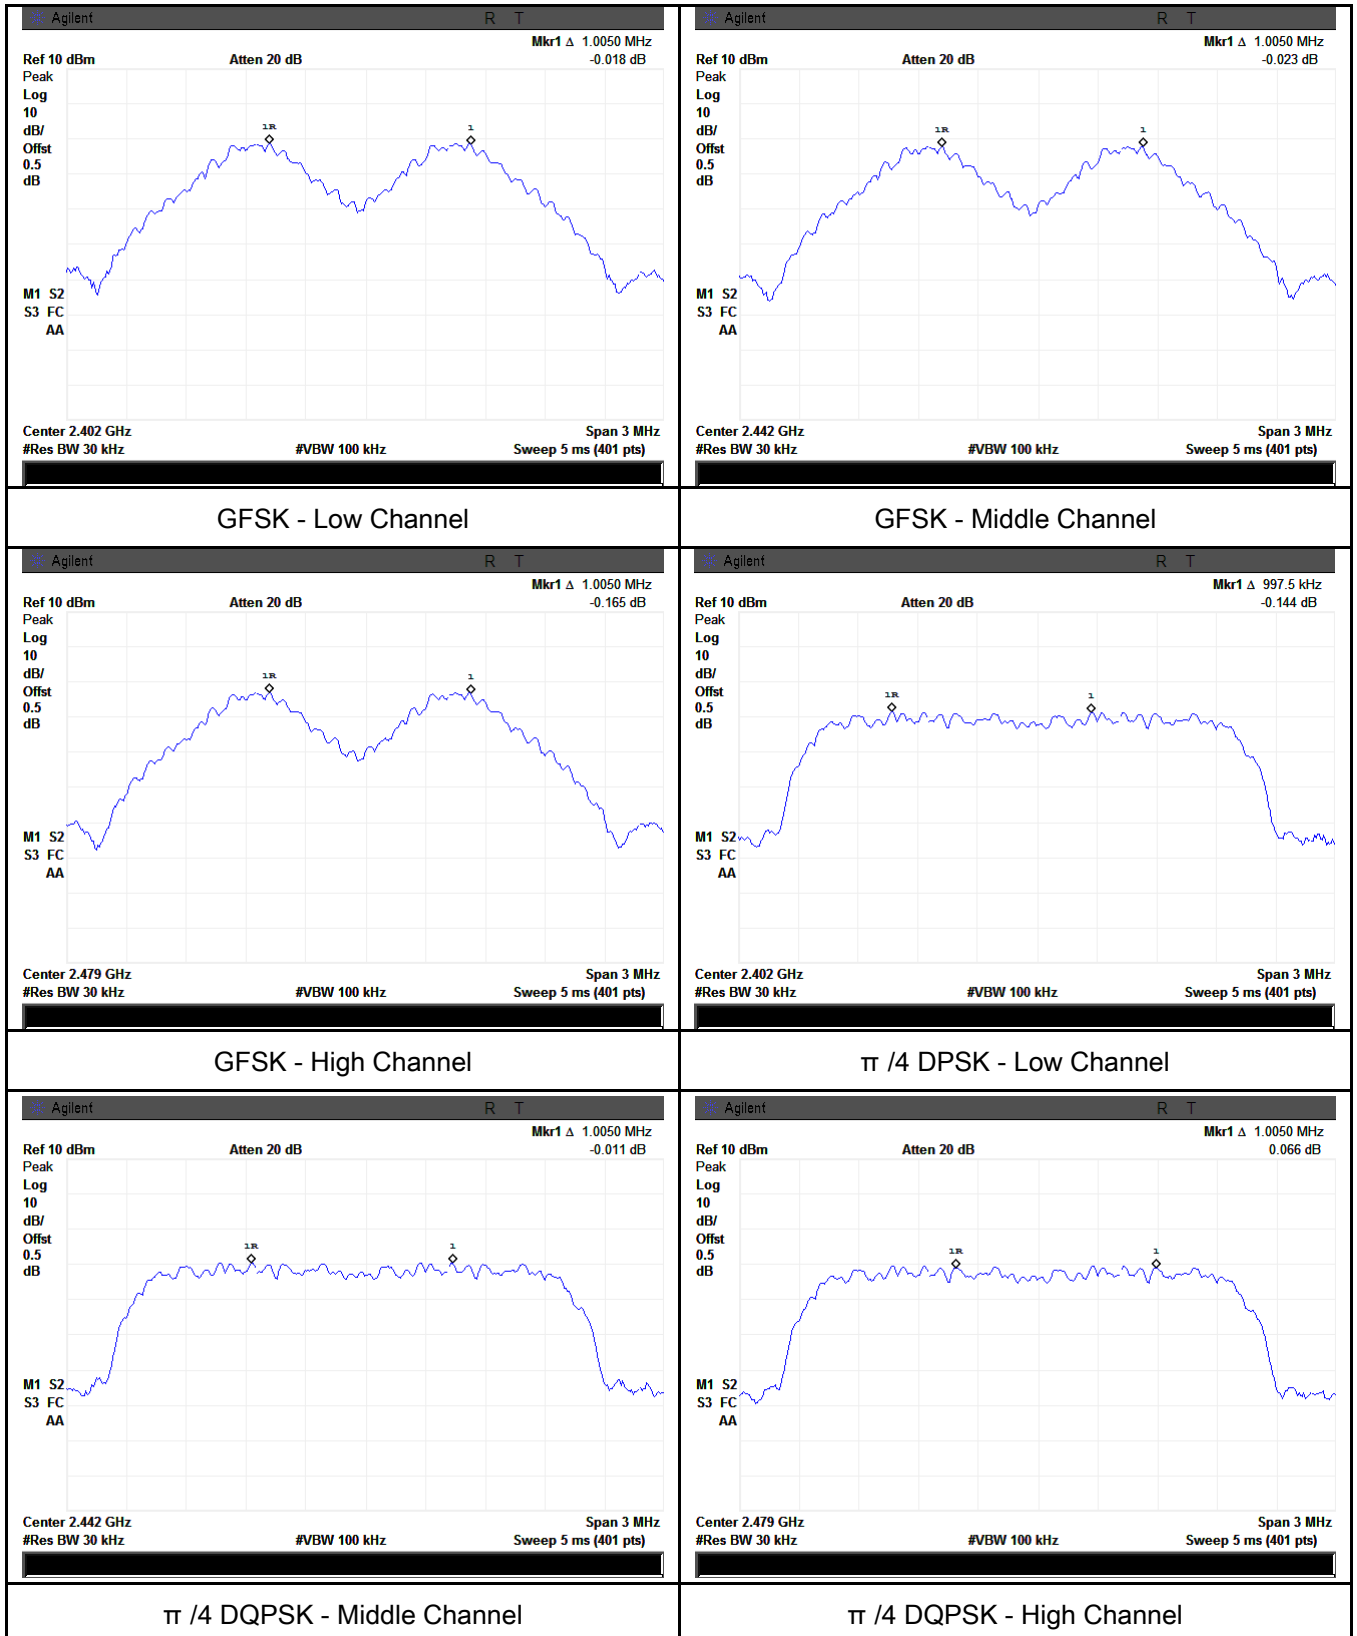 Agilent R T
Mkr1 Δ 1.0050 MHz
Ref 10 dBm Atten 20 dB -0.018 dB
Peak
Log
10
dB/
Offst
0.5
dB
1R 1
M1 S2
S3 FC
AA
Center 2.402 GHz Span 3 MHz
#Res BW 30 kHz #VBW 100 kHz Sweep 5 ms (401 pts)
GFSK - Low Channel
Agilent R T
Mkr1 Δ 1.0050 MHz
Ref 10 dBm Atten 20 dB -0.023 dB
Peak
Log
10
dB/
Offst
0.5
dB
1R 1
M1 S2
S3 FC
AA
Center 2.442 GHz Span 3 MHz
#Res BW 30 kHz #VBW 100 kHz Sweep 5 ms (401 pts)
GFSK - Middle Channel
Agilent R T
Mkr1 Δ 1.0050 MHz
Ref 10 dBm Atten 20 dB -0.165 dB
Peak
Log
10
dB/
Offst
0.5
dB
1R 1
M1 S2
S3 FC
AA
Center 2.479 GHz Span 3 MHz
#Res BW 30 kHz #VBW 100 kHz Sweep 5 ms (401 pts)
GFSK - High Channel
Agilent R T
Mkr1 Δ 997.5 kHz
Ref 10 dBm Atten 20 dB -0.144 dB
Peak
Log
10
dB/
Offst
0.5
dB
1R 1
M1 S2
S3 FC
AA
Center 2.402 GHz Span 3 MHz
#Res BW 30 kHz #VBW 100 kHz Sweep 5 ms (401 pts)
π /4 DPSK - Low Channel
Agilent R T
Mkr1 Δ 1.0050 MHz
Ref 10 dBm Atten 20 dB -0.011 dB
Peak
Log
10
dB/
Offst
0.5
dB
1R 1
M1 S2
S3 FC
AA
Center 2.442 GHz Span 3 MHz
#Res BW 30 kHz #VBW 100 kHz Sweep 5 ms (401 pts)
π /4 DQPSK - Middle Channel
Agilent R T
Mkr1 Δ 1.0050 MHz
Ref 10 dBm Atten 20 dB 0.066 dB
Peak
Log
10
dB/
Offst
0.5
dB
1R 1
M1 S2
S3 FC
AA
Center 2.479 GHz Span 3 MHz
#Res BW 30 kHz #VBW 100 kHz Sweep 5 ms (401 pts)
π /4 DQPSK - High Channel